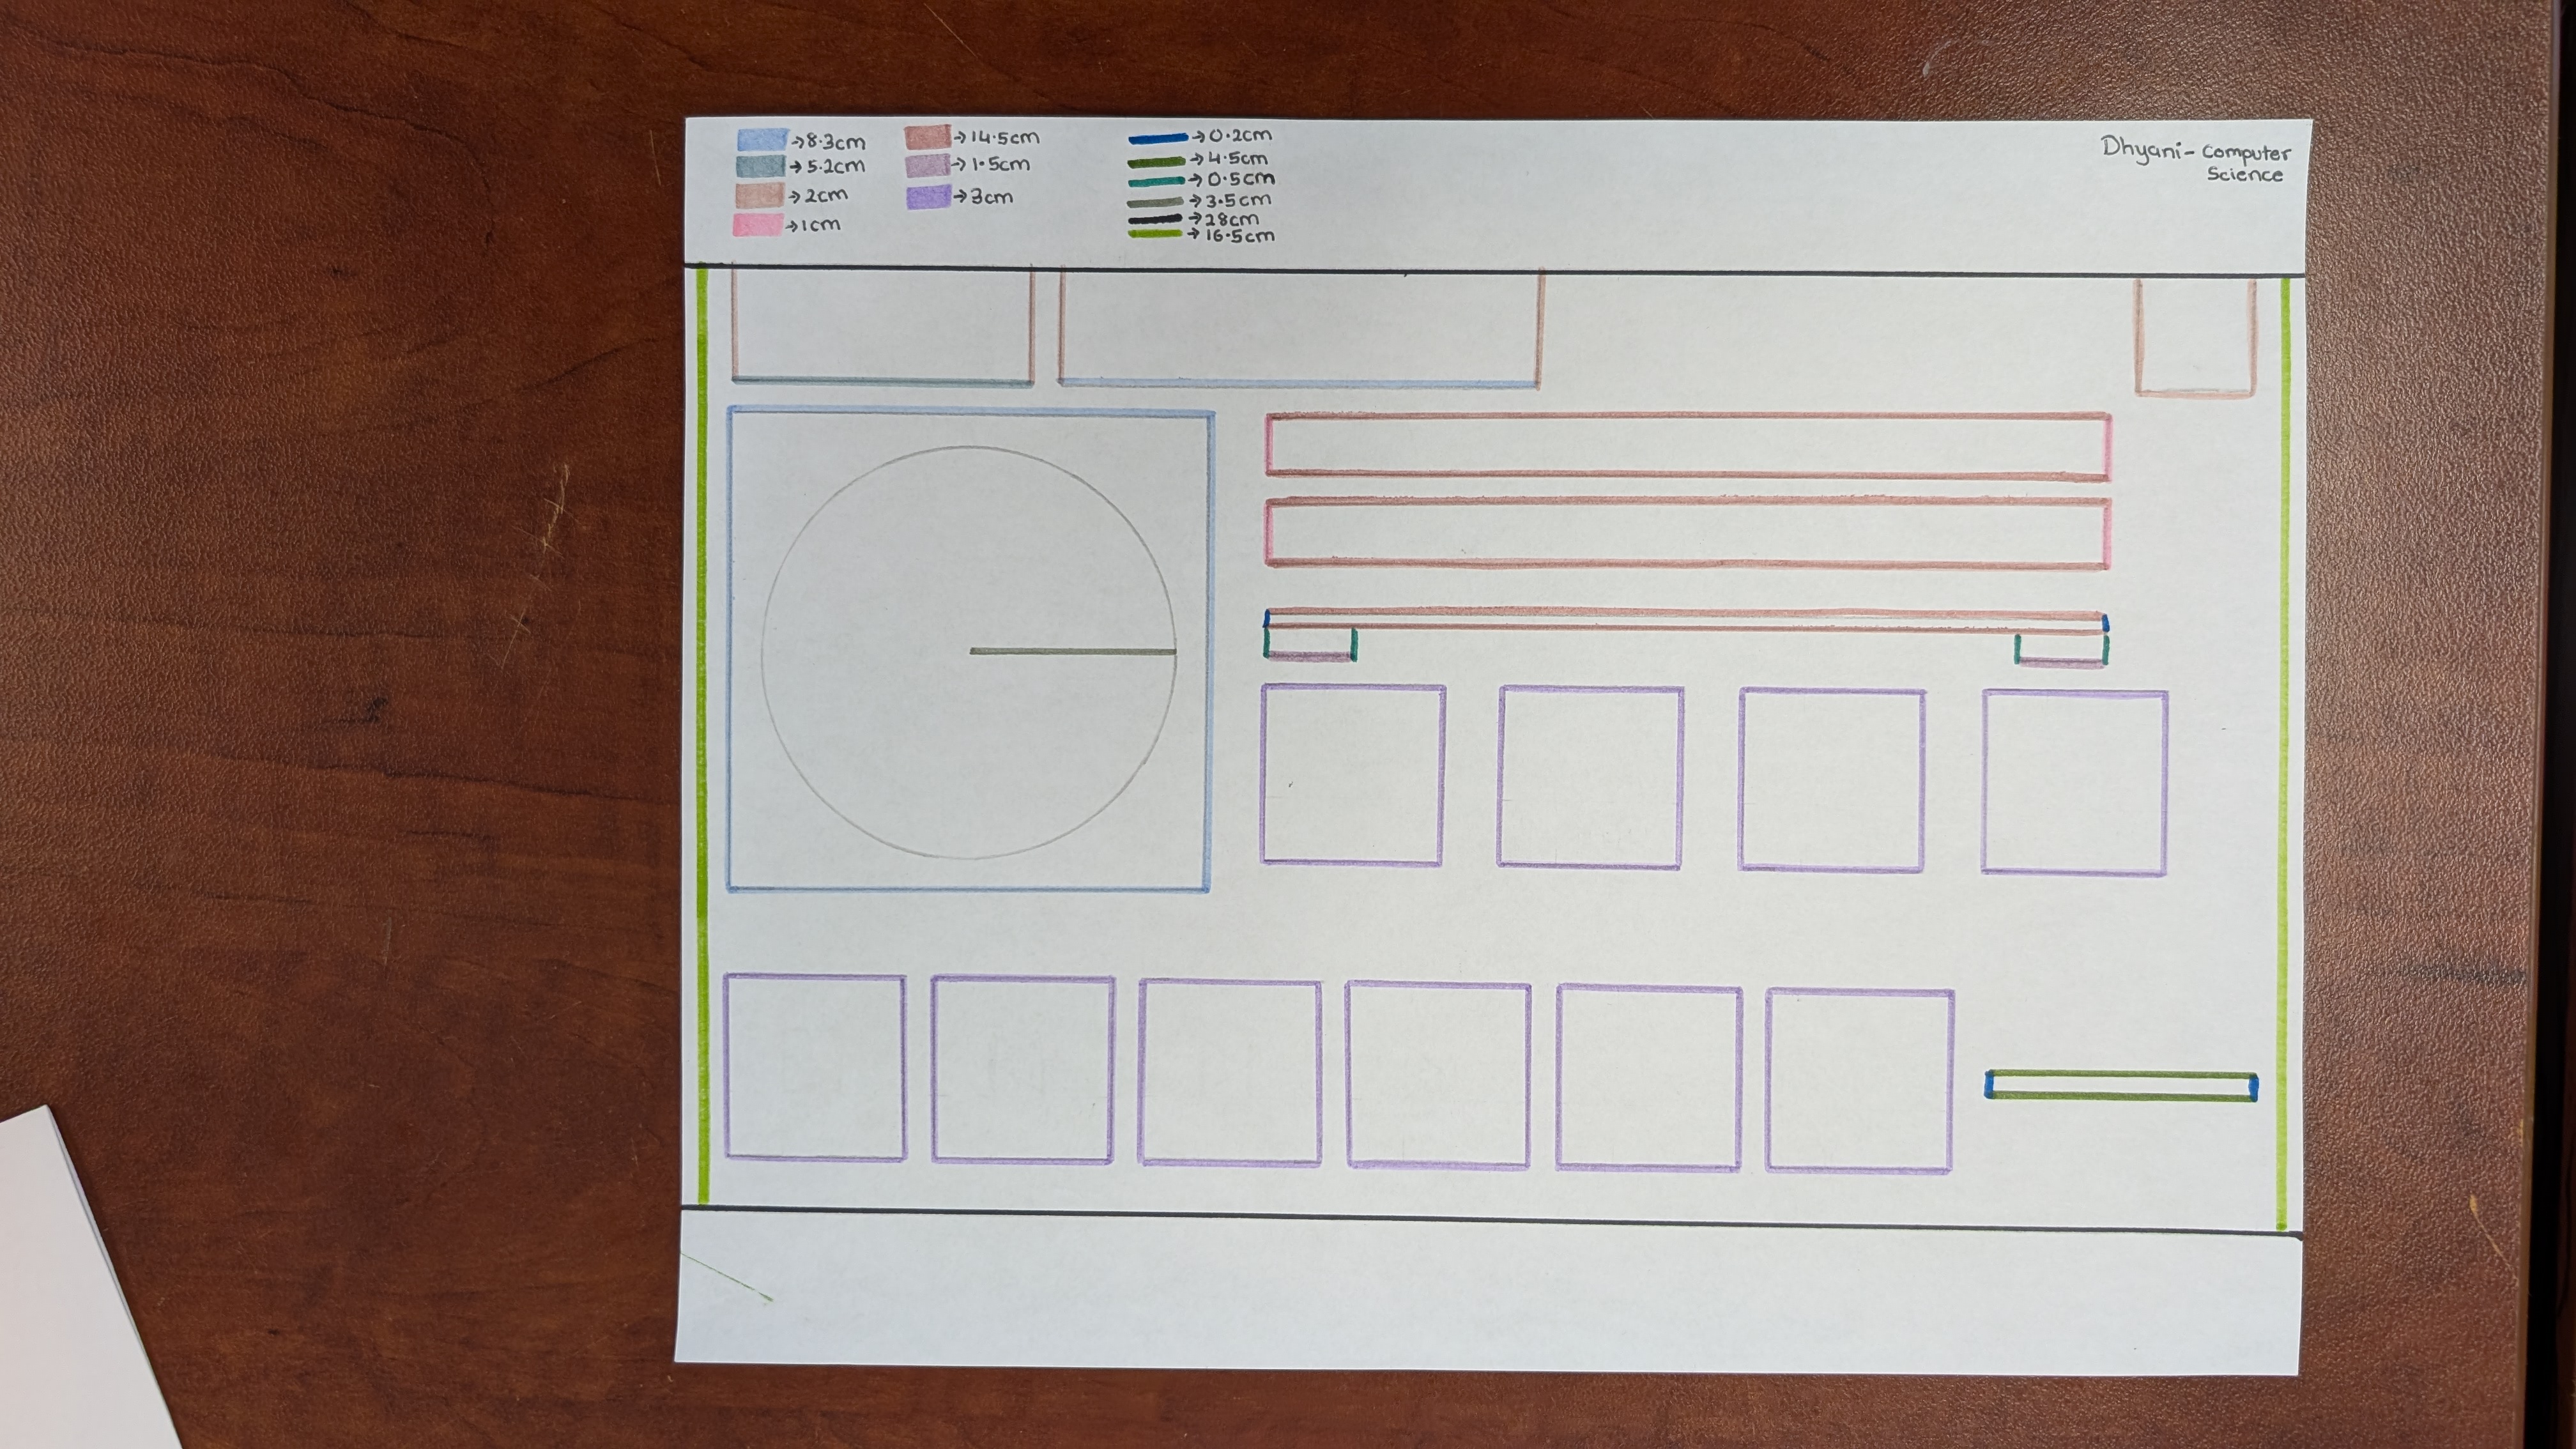 →8.3cm
→5.2cm
→2cm
→1cm
→14.5cm
→1.5cm
→3cm
→0.2cm
→4.5cm
→0.5cm
→3.5cm
→28cm
→16.5cm
Dhyani- computer
Science